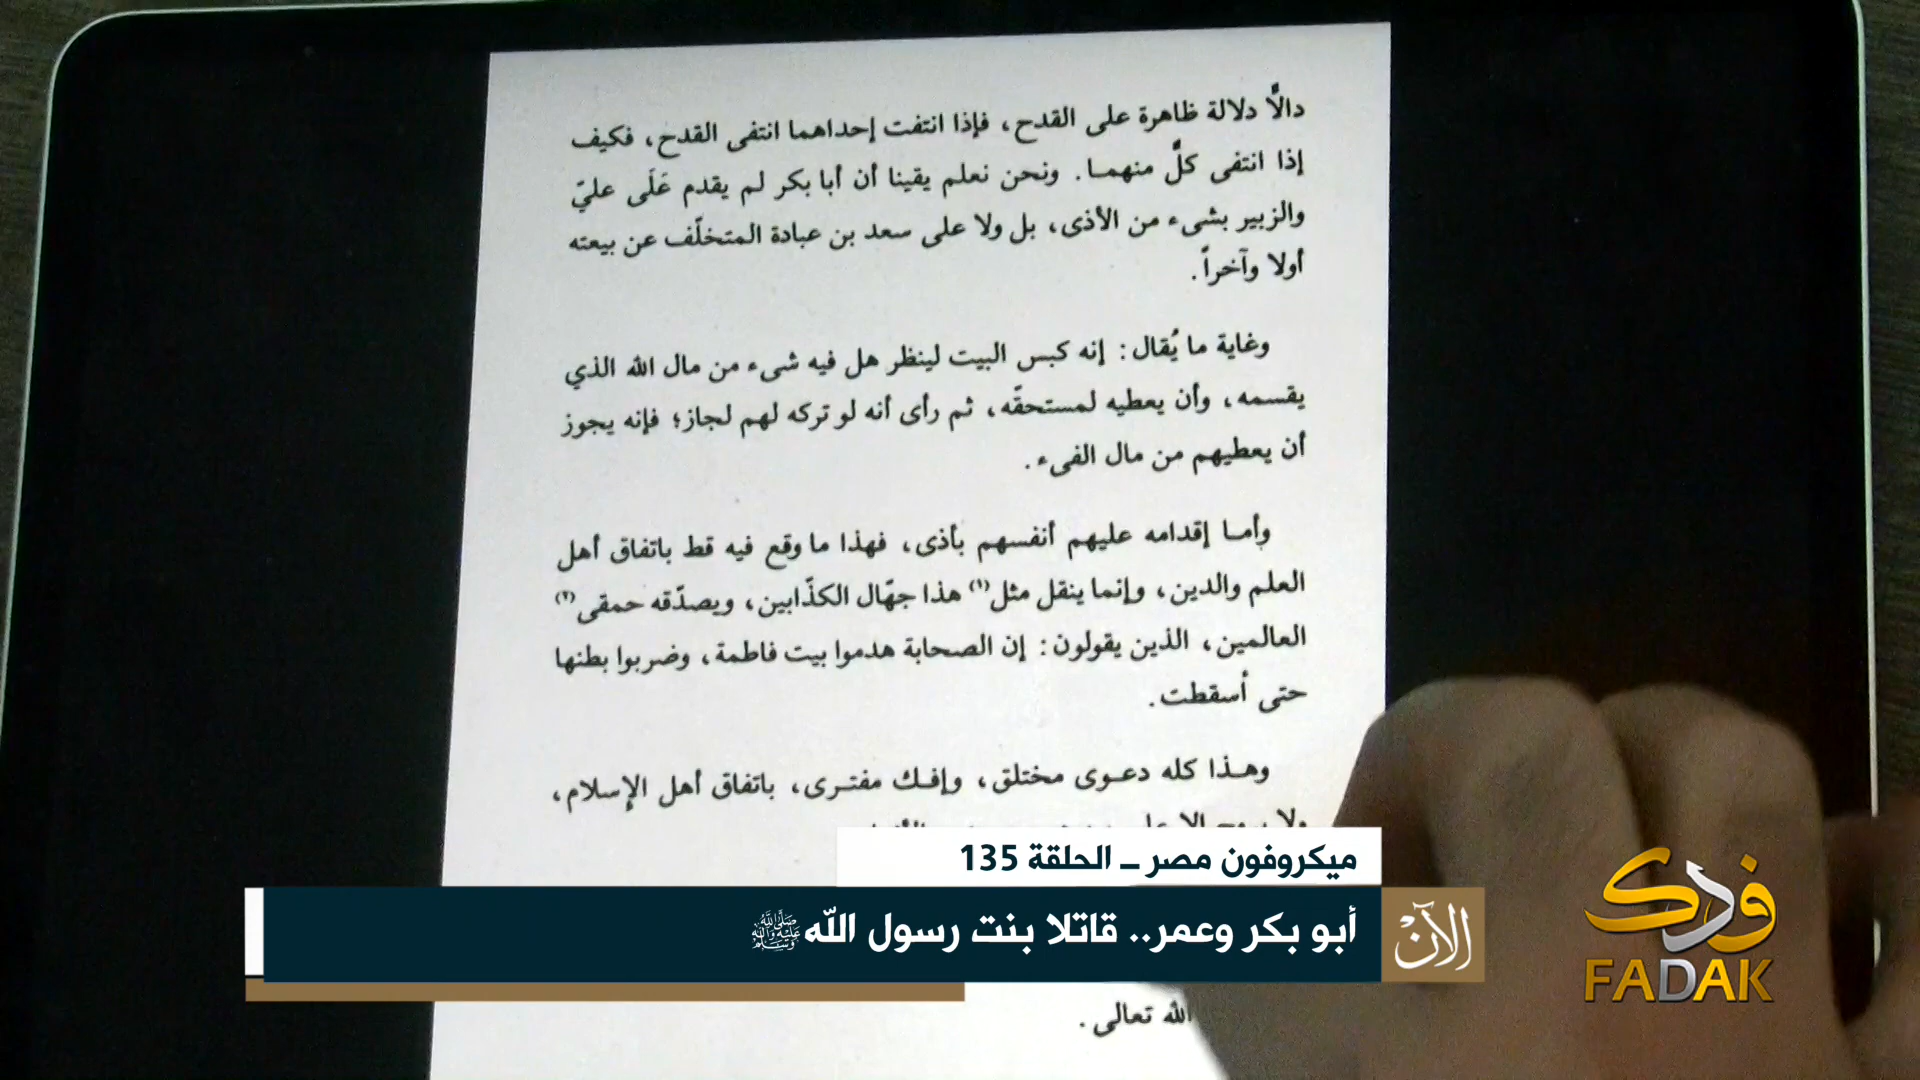 دالًّا دلالة ظاهرة على القدح، فإذا انتفت إحداهما انتفى القدح، فكيف
إذا انتفى كلٌّ منهما. ونحن نعلم يقينا أن أبا بكر لم يقدم عَلَى عليّ
والزبير بشىء من الأذى، بل ولا على سعد بن عبادة المتخلّف عن بيعته
أولا وآخراً.
وغاية ما يُقال: إنه كبس البيت لينظر هل فيه شىء من مال الله الذي
يقسمه، وأن يعطيه لمستحقّه، ثم رأى أنه لو تركه لهم لجاز؛ فإنه يجوز
أن يعطيهم من مال الفىء.
وأما إقدامه عليهم أنفسهم بأذى، فهذا ما وقع فيه قط باتفاق أهل
العلم والدين، وإنما ينقل مثل(١) هذا جهّال الكذّابين، ويصدّقه حمقى(٢)
العالمين، الذين يقولون: إن الصحابة هدموا بيت فاطمة، وضربوا بطنها
حتى أسقطت.
وهذا كله دعوى مختلق، وإفك مفترى، باتفاق أهل الإسلام،
ولا
ميكروفون مصر – الحلقة 135
الآن
أبو بكر وعمر.. قاتلا بنت رسول الله ﷺ
فدك
FADAK
الله تعالى.